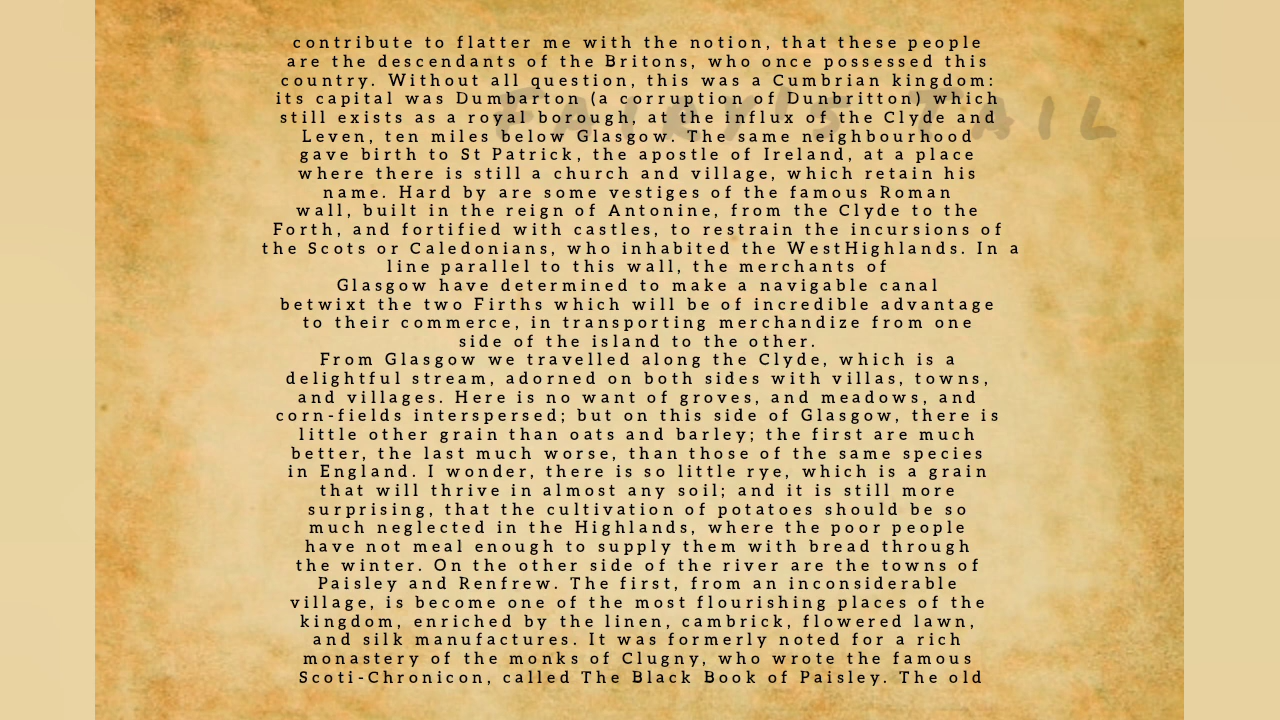 contribute to flatter me with the notion, that these people
are the descendants of the Britons, who once possessed this
country. Without all question, this was a Cumbrian kingdom:
its capital was Dumbarton (a corruption of Dunbritton) which
still exists as a royal borough, at the influx of the Clyde and
Leven, ten miles below Glasgow. The same neighbourhood
gave birth to St Patrick, the apostle of Ireland, at a place
where there is still a church and village, which retain his
name. Hard by are some vestiges of the famous Roman
wall, built in the reign of Antonine, from the Clyde to the
Forth, and fortified with castles, to restrain the incursions of
the Scots or Caledonians, who inhabited the WestHighlands. In a
line parallel to this wall, the merchants of
Glasgow have determined to make a navigable canal
betwixt the two Firths which will be of incredible advantage
to their commerce, in transporting merchandize from one
side of the island to the other.
From Glasgow we travelled along the Clyde, which is a
delightful stream, adorned on both sides with villas, towns,
and villages. Here is no want of groves, and meadows, and
corn-fields interspersed; but on this side of Glasgow, there is
little other grain than oats and barley; the first are much
better, the last much worse, than those of the same species
in England. I wonder, there is so little rye, which is a grain
that will thrive in almost any soil; and it is still more
surprising, that the cultivation of potatoes should be so
much neglected in the Highlands, where the poor people
have not meal enough to supply them with bread through
the winter. On the other side of the river are the towns of
Paisley and Renfrew. The first, from an inconsiderable
village, is become one of the most flourishing places of the
kingdom, enriched by the linen, cambrick, flowered lawn,
and silk manufactures. It was formerly noted for a rich
monastery of the monks of Clugny, who wrote the famous
Scoti-Chronicon, called The Black Book of Paisley. The old
TAIL